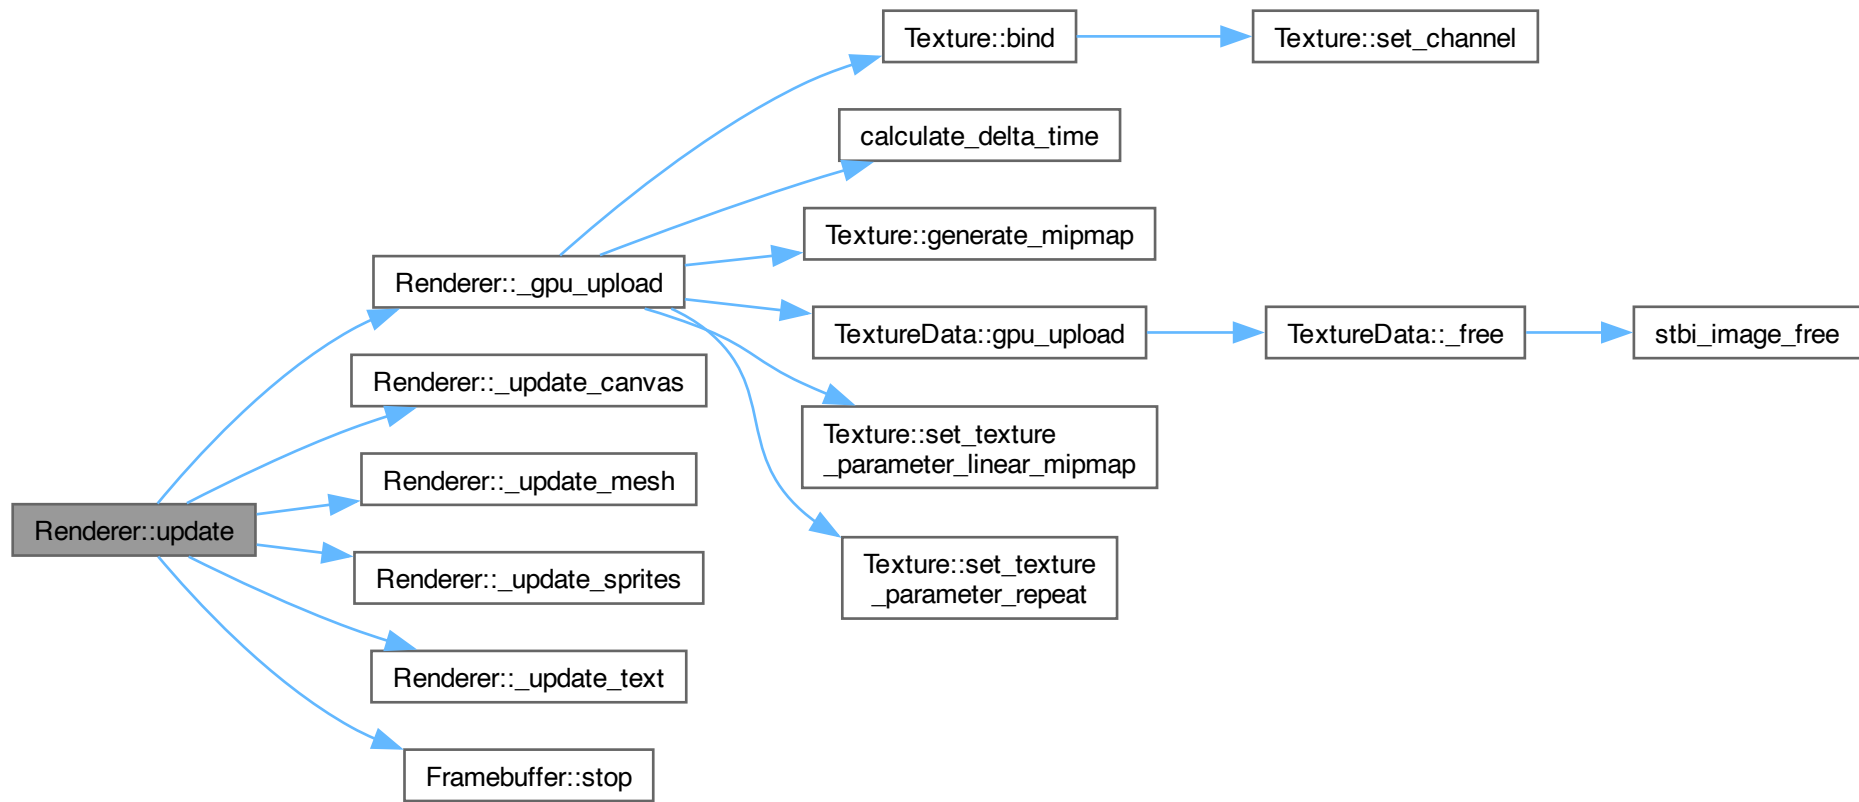 Texture::bind
Texture::set_channel
calculate_delta_time
Texture::generate_mipmap
Renderer::_gpu_upload
TextureData::gpu_upload
TextureData::_free
stbi_image_free
Renderer::_update_canvas
Texture::set_texture
_parameter_linear_mipmap
Renderer::_update_mesh
Renderer::update
Renderer::_update_sprites
Texture::set_texture
_parameter_repeat
Renderer::_update_text
Framebuffer::stop